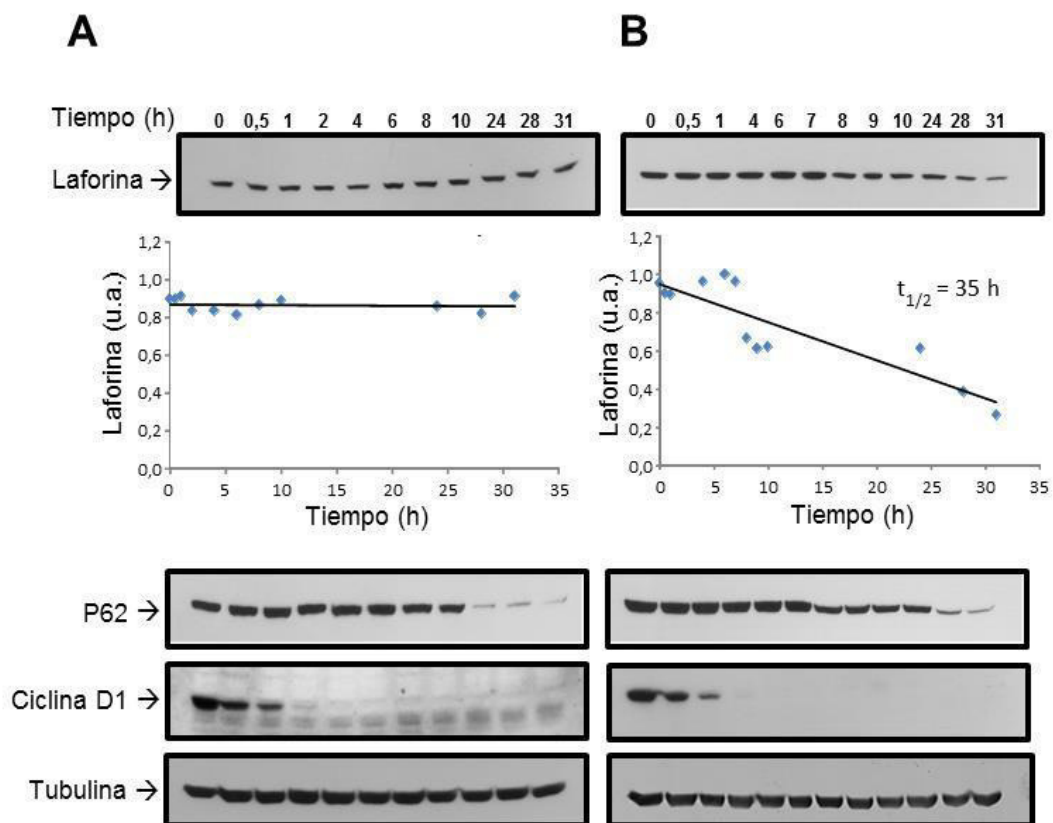 A B
Tiempo (h) 0 0,5 1 2 4 6 8 10 24 28 31
0 0,5 1 4 6 7 8 9 10 24 28 31
Laforina →
Laforina (u.a.)
1,2
1,0
0,8
0,6
0,4
0,2
0,0
0 5 10 15 20 25 30 35
Tiempo (h)
Laforina (u.a.)
1,2
1,0
0,8
0,6
0,4
0,2
0,0
t1/2 = 35 h
0 5 10 15 20 25 30 35
Tiempo (h)
P62 →
Ciclina D1 →
Tubulina →